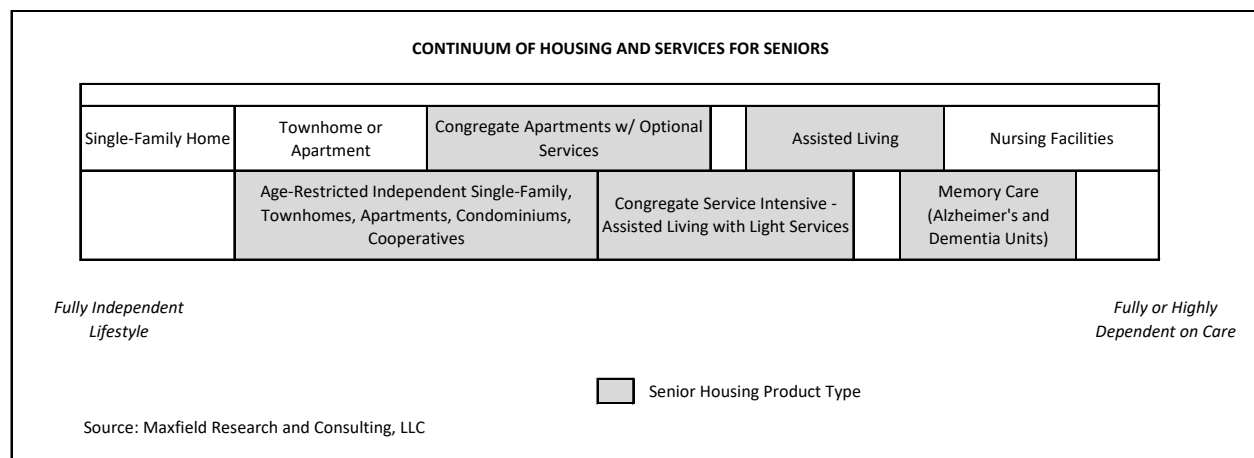 CONTINUUM OF HOUSING AND SERVICES FOR SENIORS
Single-Family Home
Townhome or
Apartment
Congregate Apartments w/ Optional
Services
Assisted Living
Nursing Facilities
Age-Restricted Independent Single-Family,
Townhomes, Apartments, Condominiums,
Cooperatives
Congregate Service Intensive -
Assisted Living with Light Services
Memory Care
(Alzheimer's and
Dementia Units)
Fully Independent
Lifestyle
Fully or Highly
Dependent on Care
Senior Housing Product Type
Source: Maxfield Research and Consulting, LLC